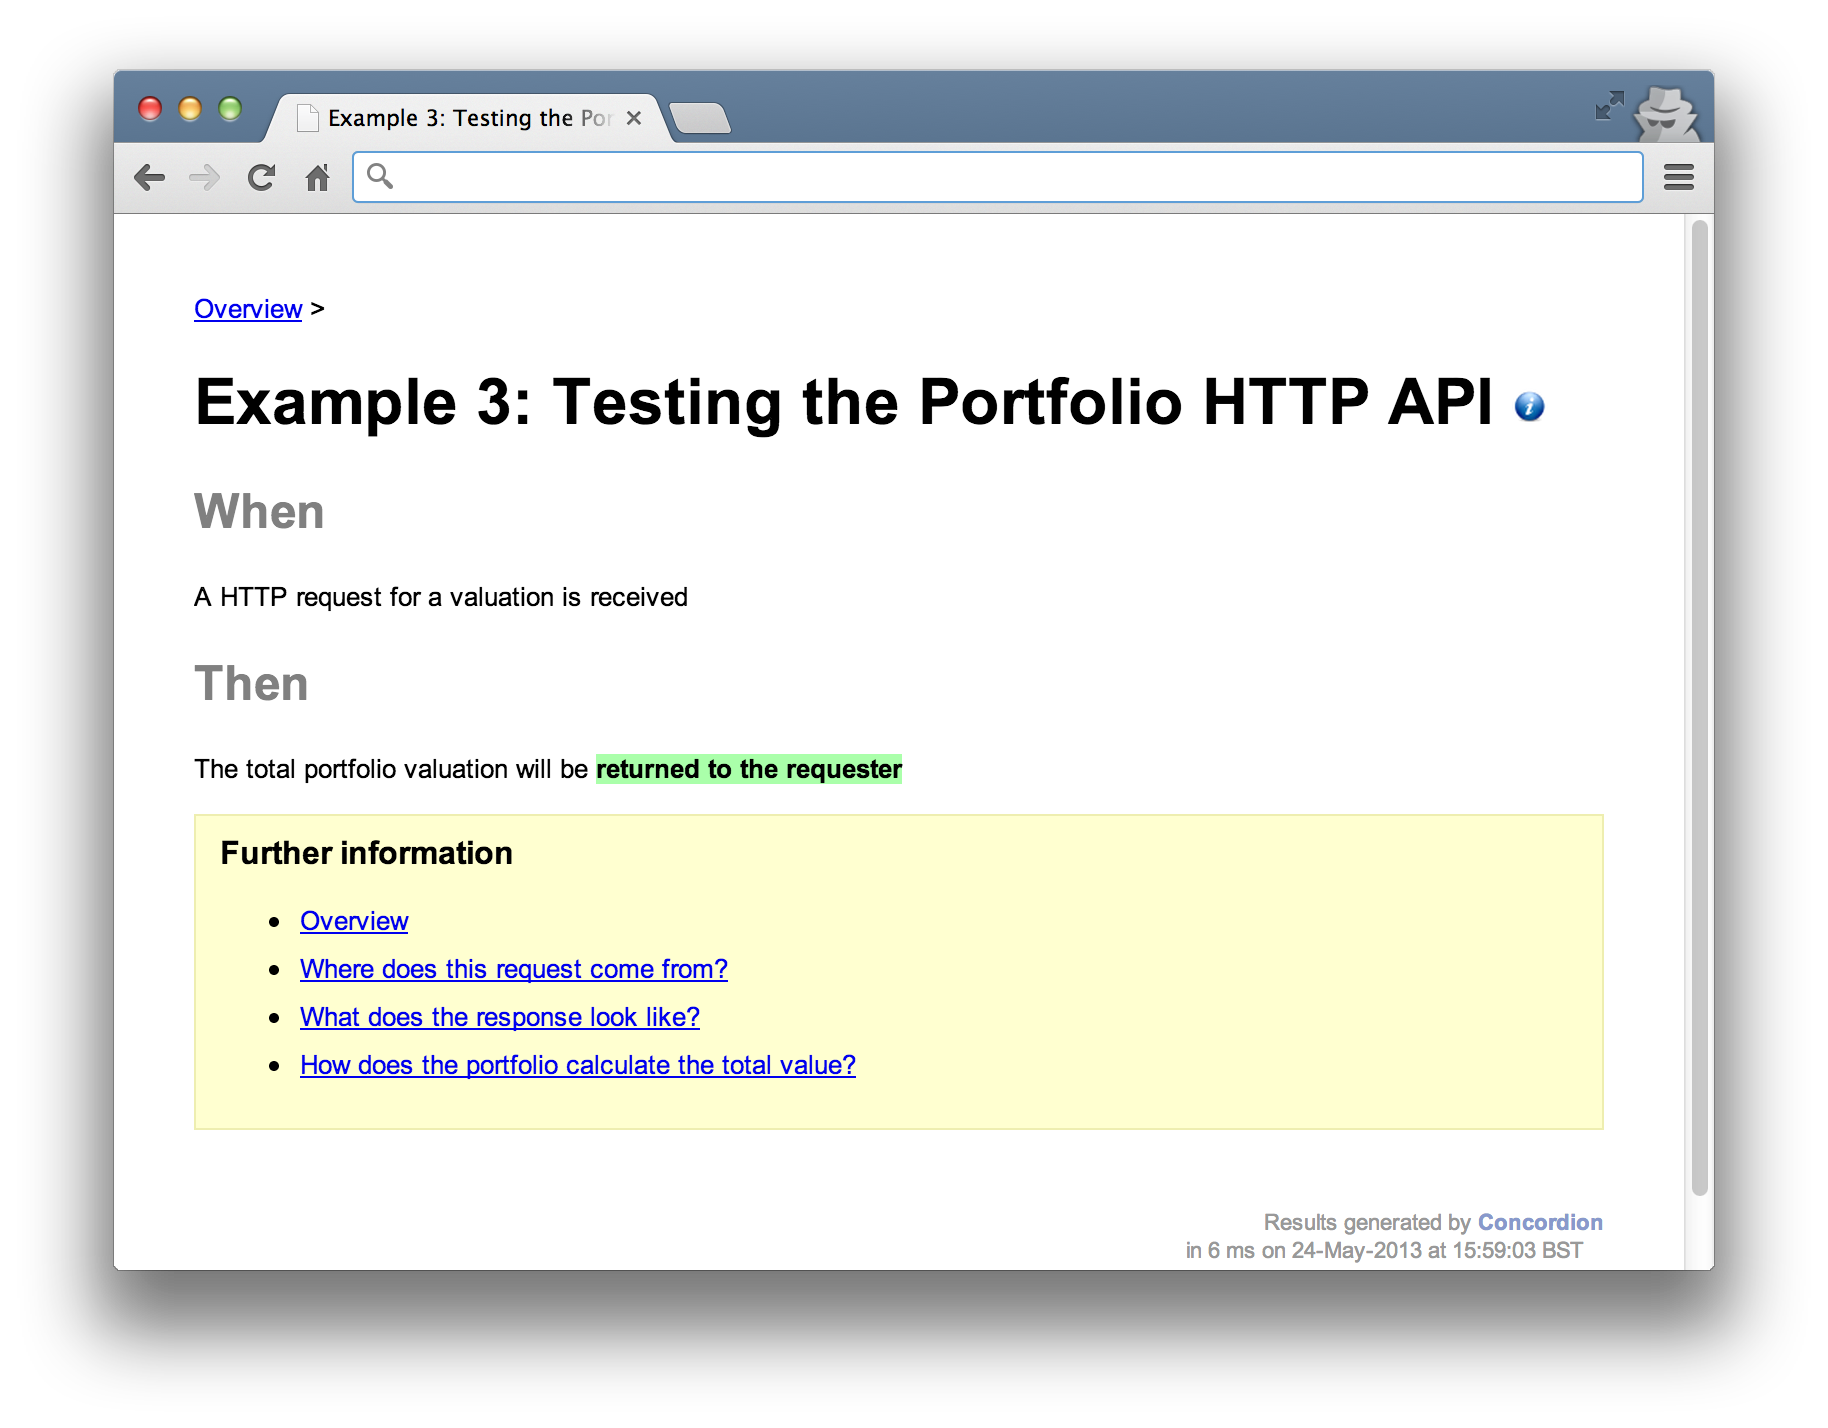 Example 3: Testing the Por
Overview >
Example 3: Testing the Portfolio HTTP API
When
A HTTP request for a valuation is received
Then
The total portfolio valuation will be returned to the requester
Further information
Overview
Where does this request come from?
What does the response look like?
How does the portfolio calculate the total value?
Results generated by Concordion
in 6 ms on 24-May-2013 at 15:59:03 BST